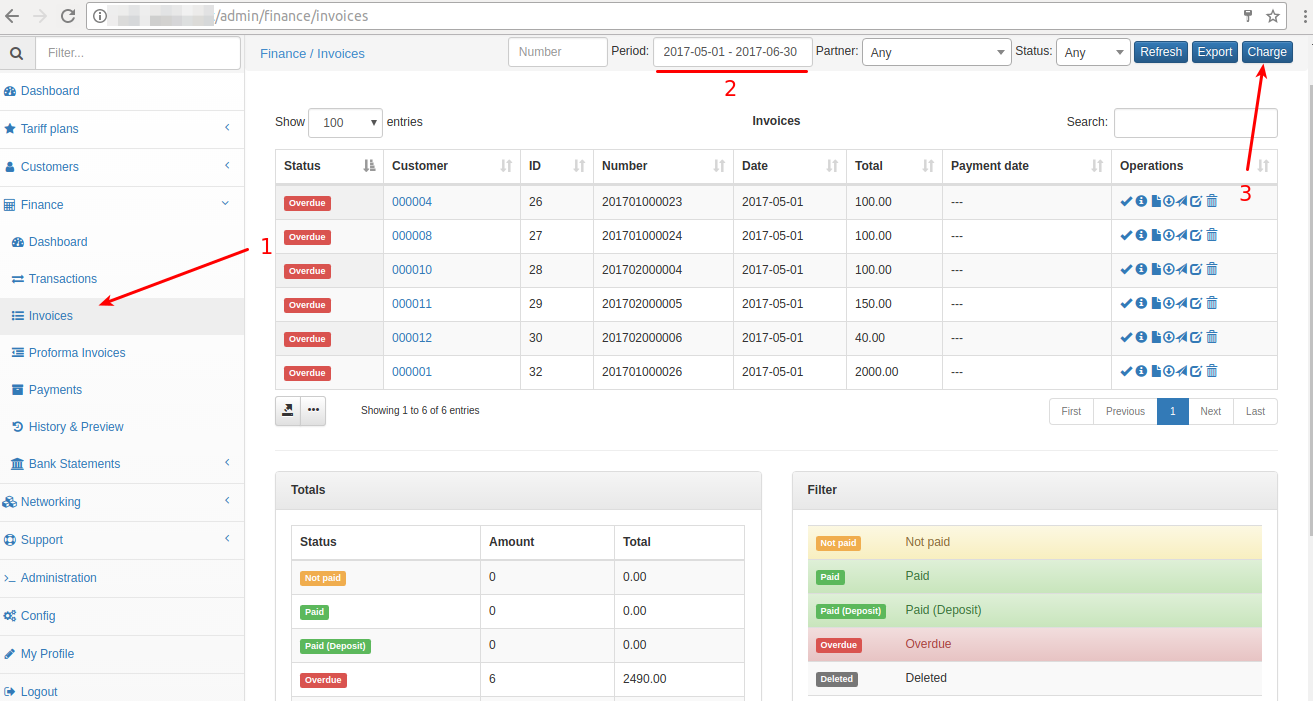 /admin/finance/invoices
Filter...
Finance / Invoices
Number Period: 2017-05-01 - 2017-06-30 Partner: Any Status: Any Refresh Export Charge
2
3
1
Dashboard
Tariff plans
Customers
Finance
Dashboard
Transactions
Invoices
Proforma Invoices
Payments
History & Preview
Bank Statements
Networking
Support
Administration
Config
My Profile
Logout
Show 100 entries
Invoices
Search:
Status Customer ID Number Date Total Payment date Operations
Overdue 000004 26 201701000023 2017-05-01 100.00 ---
Overdue 000008 27 201701000024 2017-05-01 100.00 ---
Overdue 000010 28 201702000004 2017-05-01 100.00 ---
Overdue 000011 29 201702000005 2017-05-01 150.00 ---
Overdue 000012 30 201702000006 2017-05-01 40.00 ---
Overdue 000001 32 201701000026 2017-05-01 2000.00 ---
Showing 1 to 6 of 6 entries
First Previous 1 Next Last
Totals
Status Amount Total
Not paid 0 0.00
Paid 0 0.00
Paid (Deposit) 0 0.00
Overdue 6 2490.00
Filter
Not paid Not paid
Paid Paid
Paid (Deposit) Paid (Deposit)
Overdue Overdue
Deleted Deleted